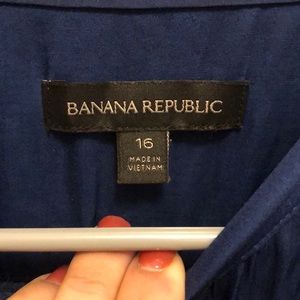 BANANA REPUBLIC
16
MADE IN
VIETNAM